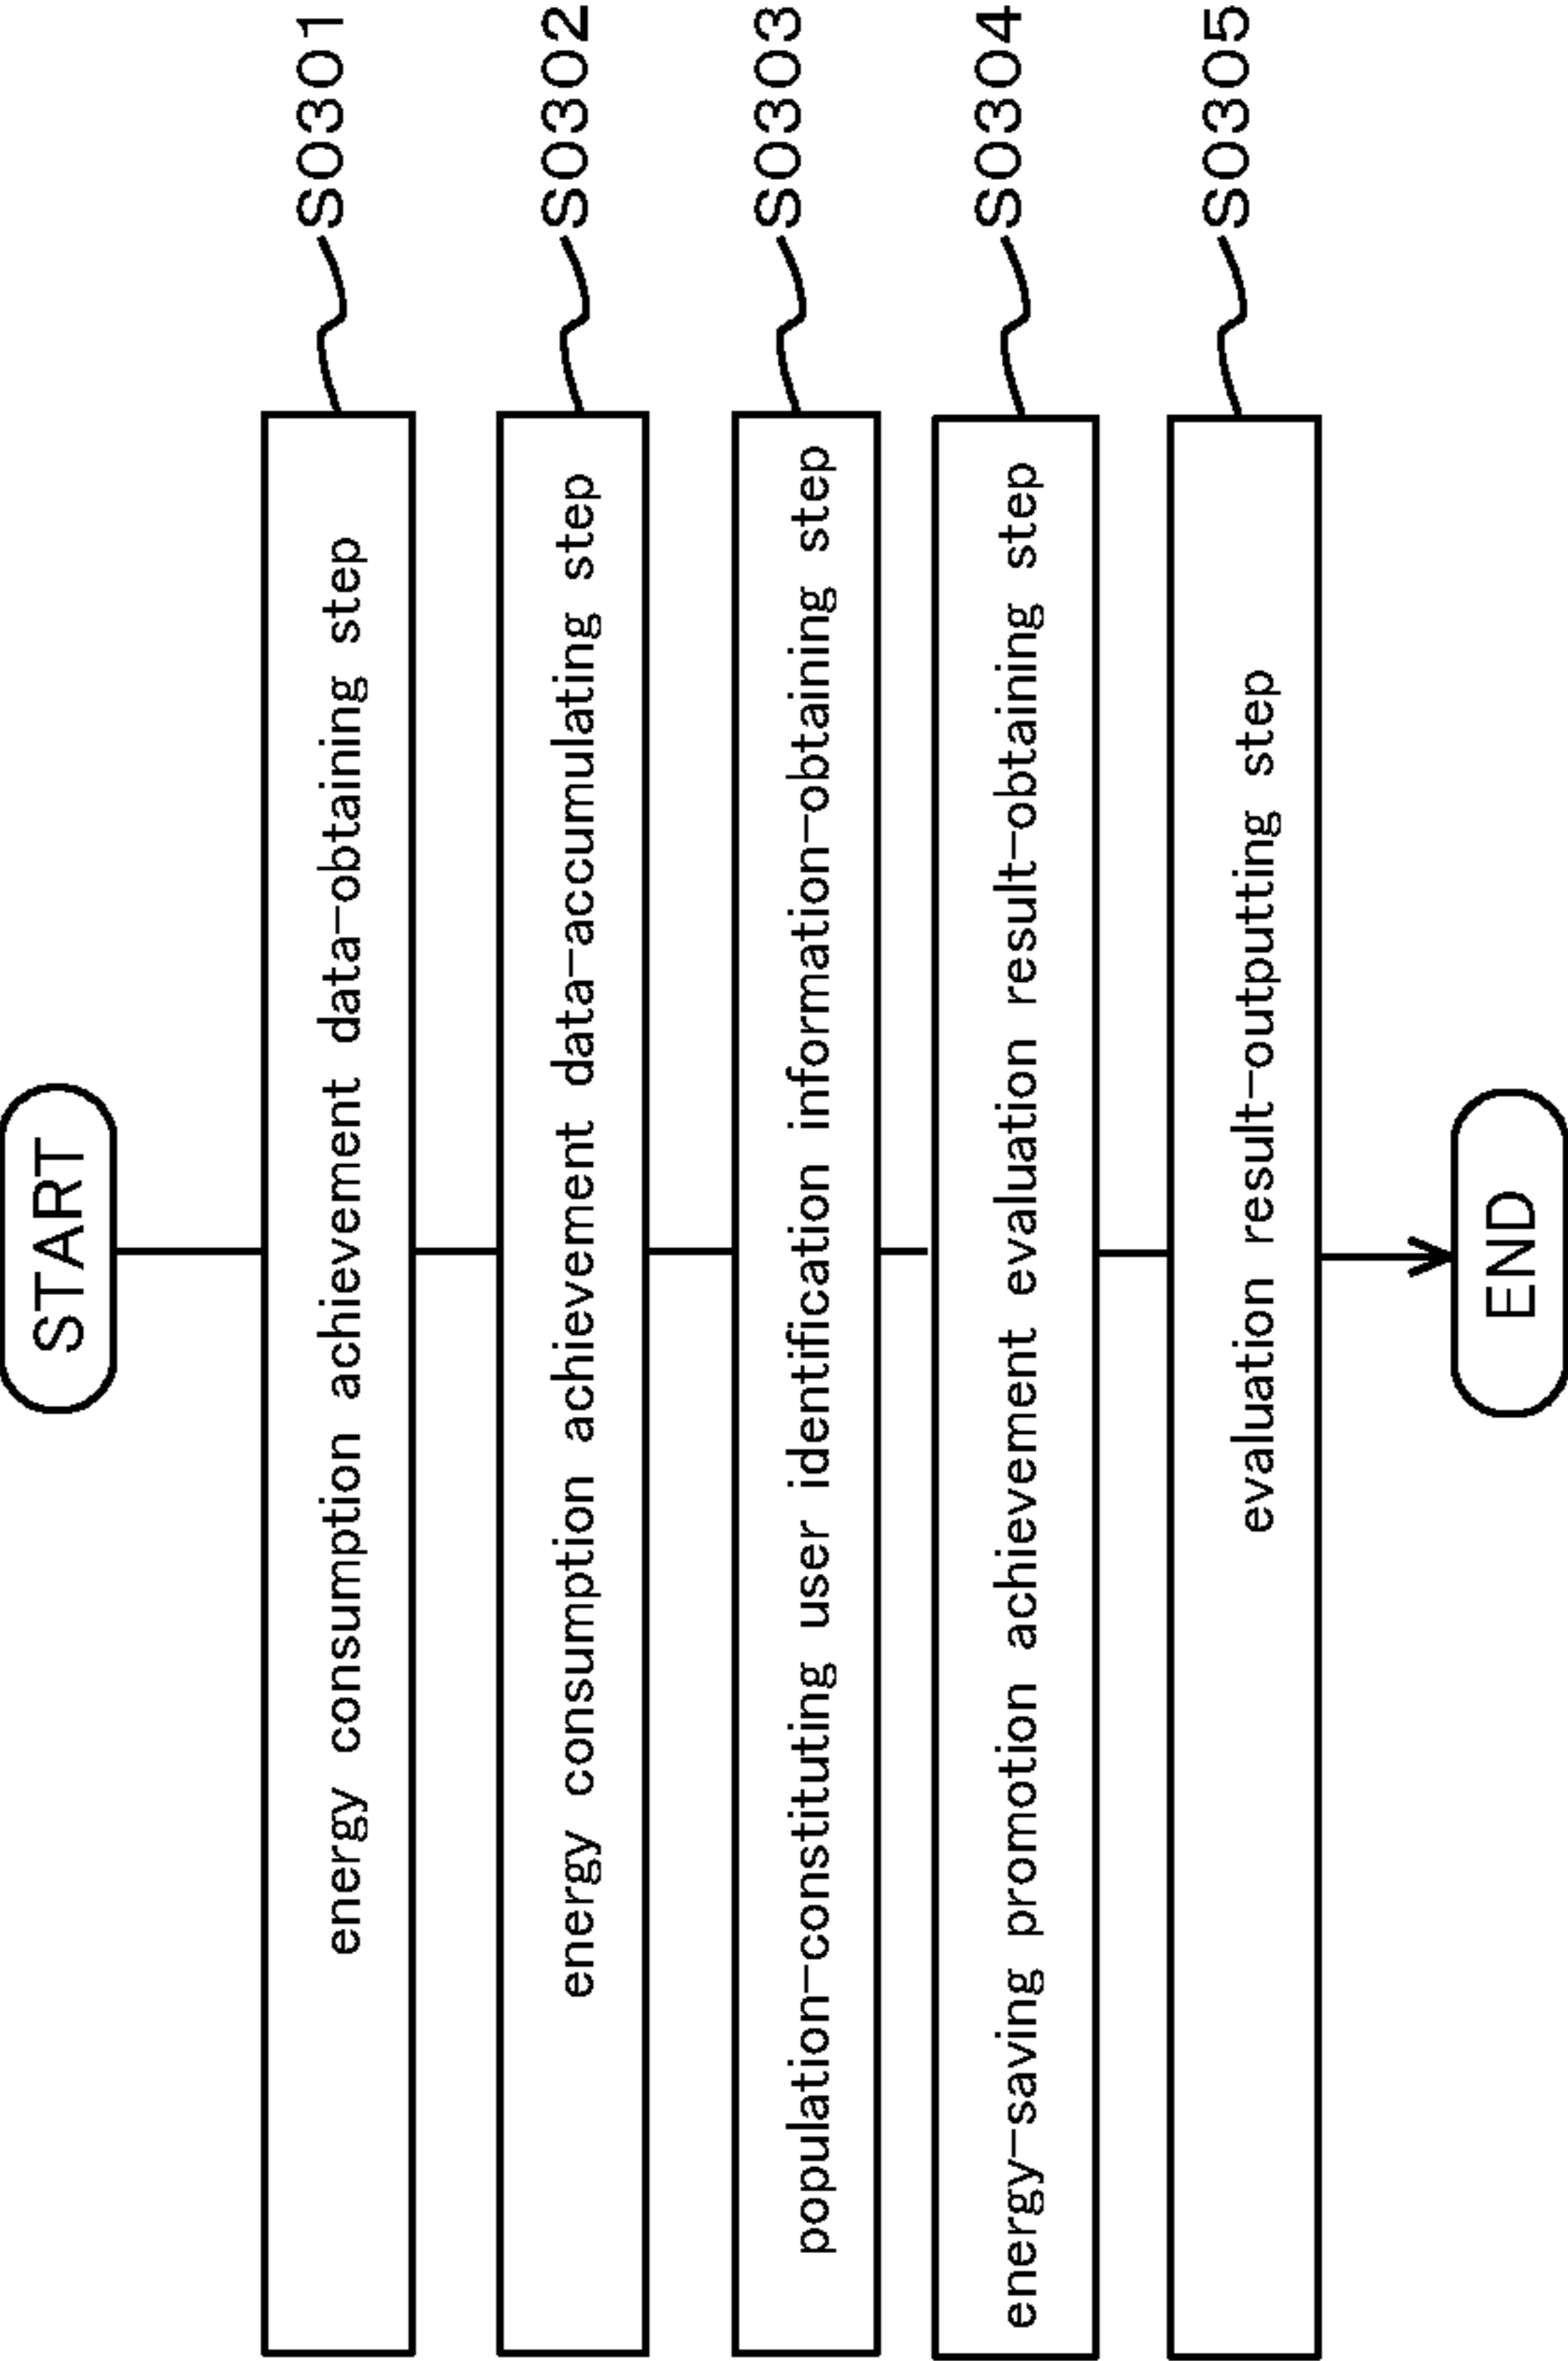 START
energy consumption achievement data-obtaining step
S0301
energy consumption achievement data-accumulating step
S0302
population-constituting user identification information-obtaining step
S0303
energy-saving promotion achievement evaluation result-obtaining step
S0304
evaluation result-outputting step
S0305
END